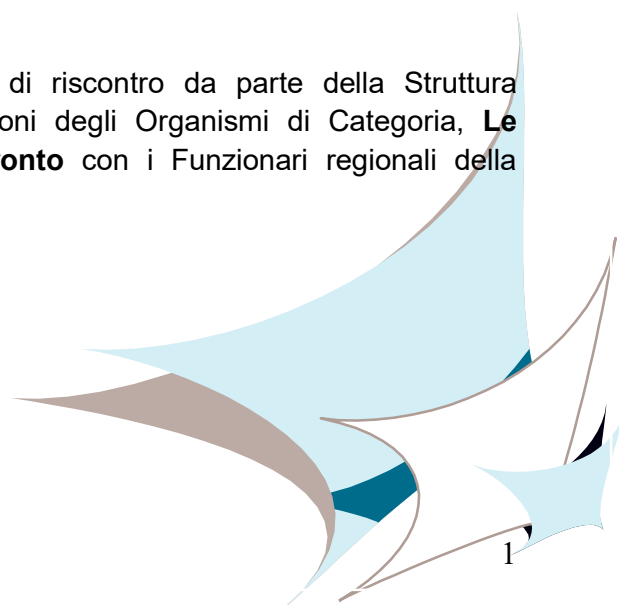 di riscontro da parte della Struttura
oni degli Organismi di Categoria, Le
onto con i Funzionari regionali della
1